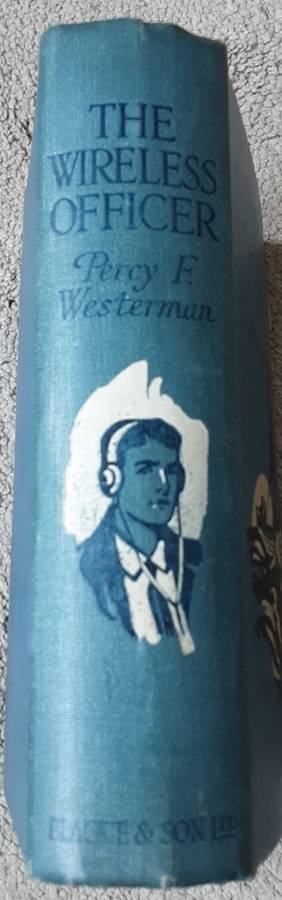 THE
WIRELESS
OFFICER
Percy F.
Westerman
BLACKIE & SON LTD